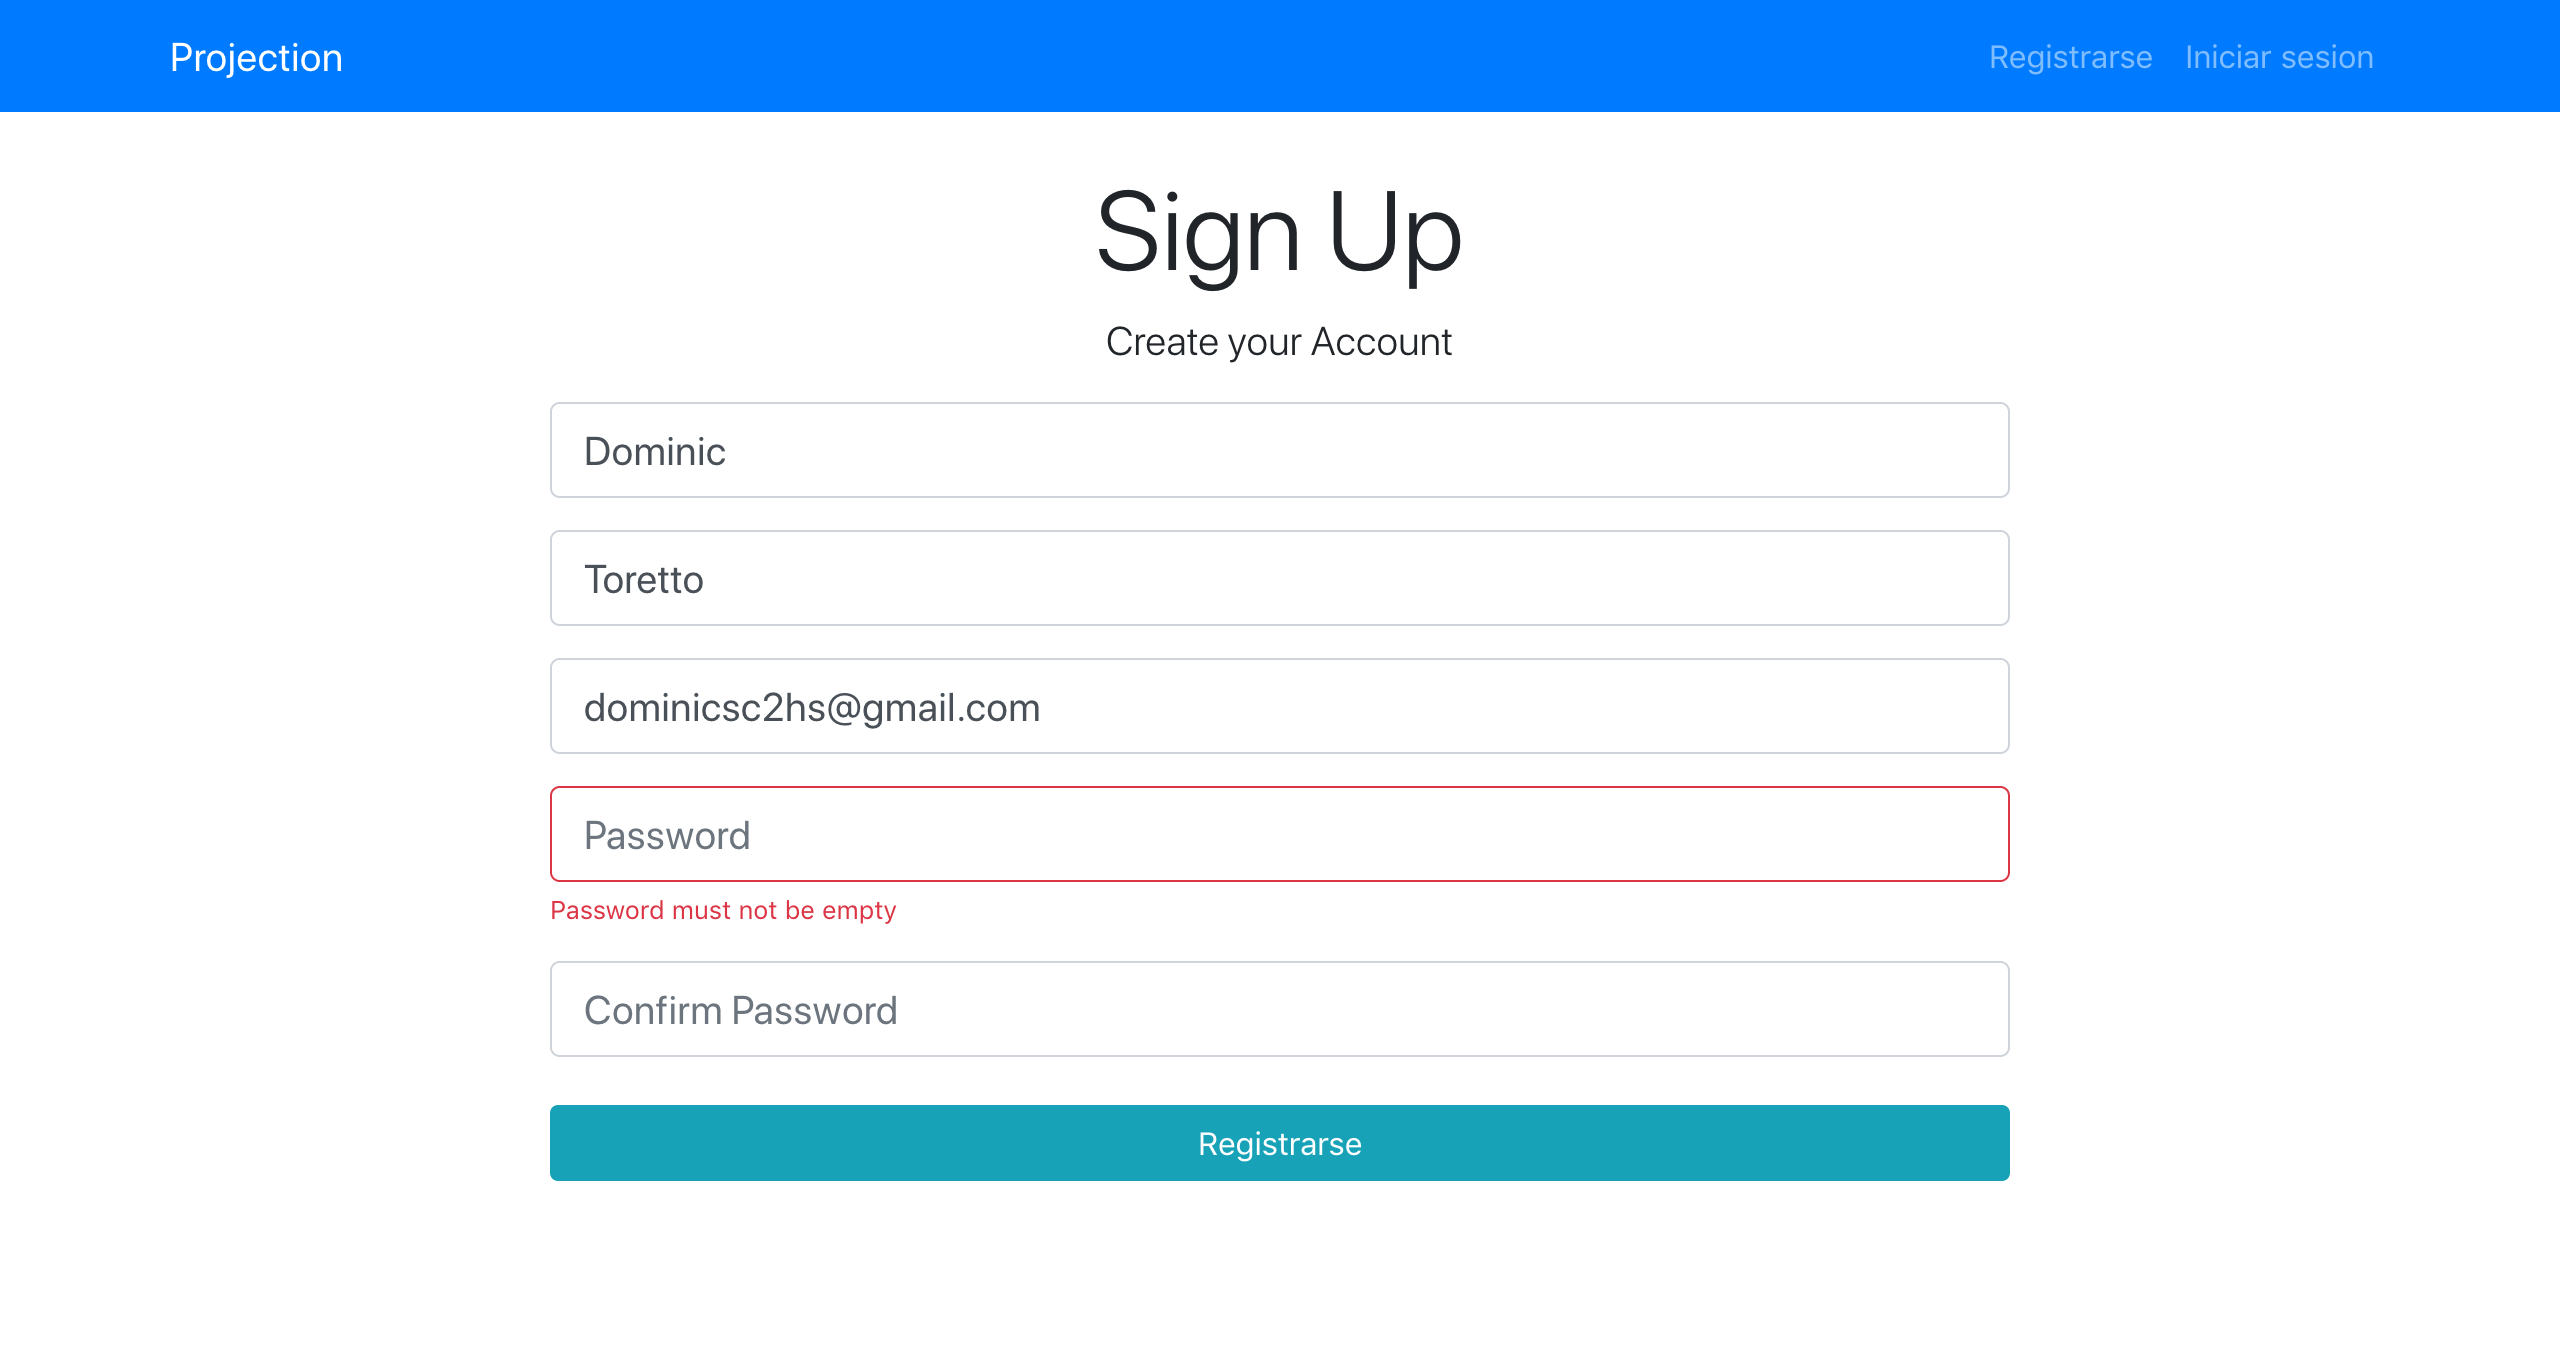 Projection
Registrarse
Iniciar sesion
Sign Up
Create your Account
Dominic
Toretto
dominicsc2hs@gmail.com
Password
Password must not be empty
Confirm Password
Registrarse